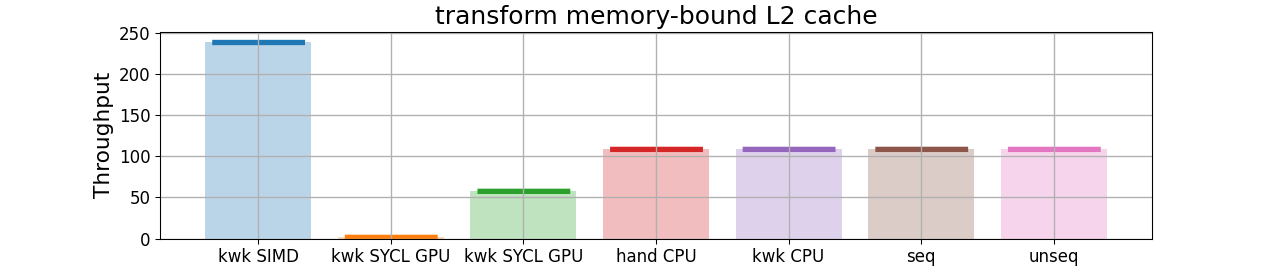 transform memory-bound L2 cache
Throughput
250
200
150
100
50
0
kwk SIMD
kwk SYCL GPU
kwk SYCL GPU
hand CPU
kwk CPU
seq
unseq